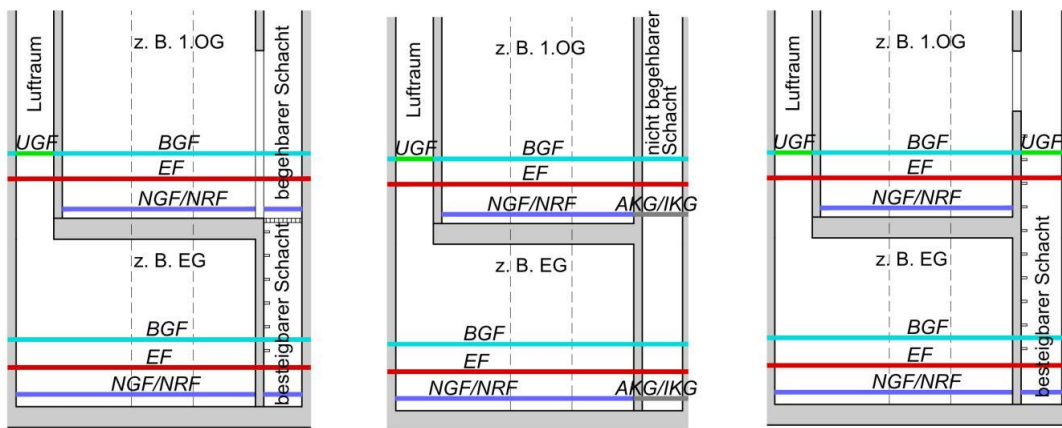 Luftraum
z. B. 1.OG
begehbarer Schacht
UGF
BGF
EF
NGF/NRF
z. B. EG
besteigbarer Schacht
BGF
EF
NGF/NRF
Luftraum
z. B. 1.OG
nicht begehbarer
Schacht
UGF
BGF
EF
NGF/NRF
AKG/IKG
z. B. EG
BGF
EF
NGF/NRF
AKG/IKG
Luftraum
z. B. 1.OG
UGF
BGF
UGF
EF
NGF/NRF
z. B. EG
besteigbarer Schacht
BGF
EF
NGF/NRF